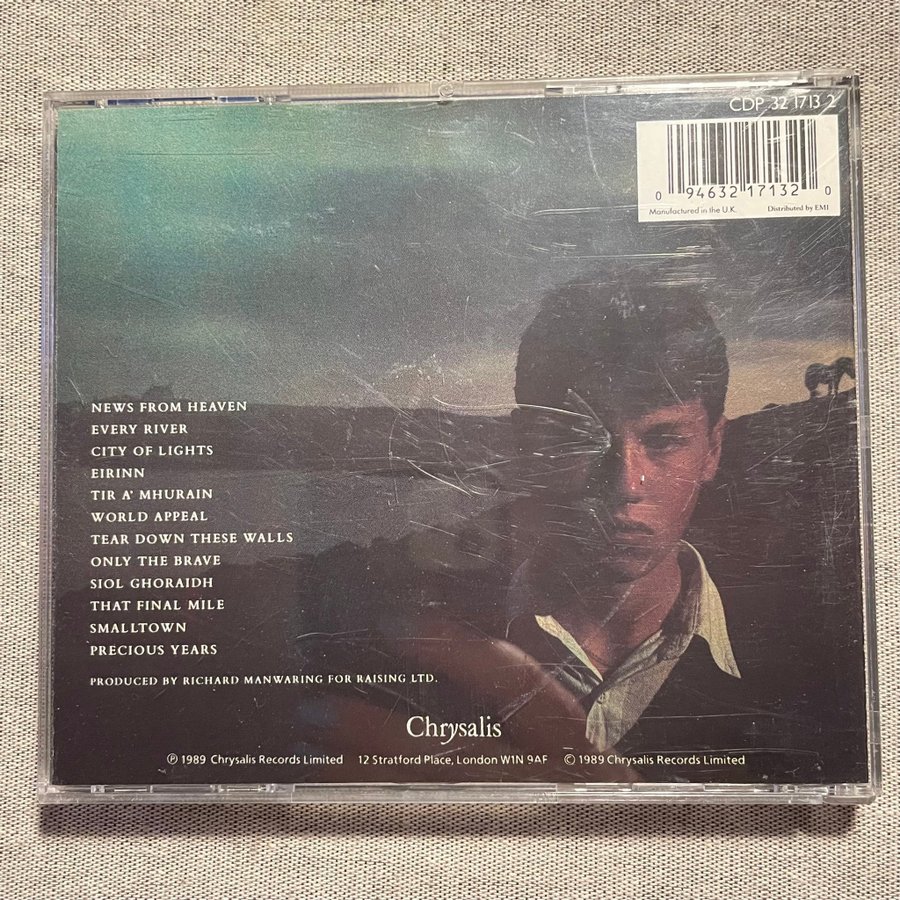 CDP 32 1713 2
0 94632 17132 0
Manufactured in the U.K. Distributed by EMI
NEWS FROM HEAVEN
EVERY RIVER
CITY OF LIGHTS
EIRINN
TIR A' MHURAIN
WORLD APPEAL
TEAR DOWN THESE WALLS
ONLY THE BRAVE
SIOL GHORAIDH
THAT FINAL MILE
SMALLTOWN
PRECIOUS YEARS
PRODUCED BY RICHARD MANWARING FOR RAISING LTD.
Chrysalis
℗ 1989 Chrysalis Records Limited 12 Stratford Place, London W1N 9AF © 1989 Chrysalis Records Limited